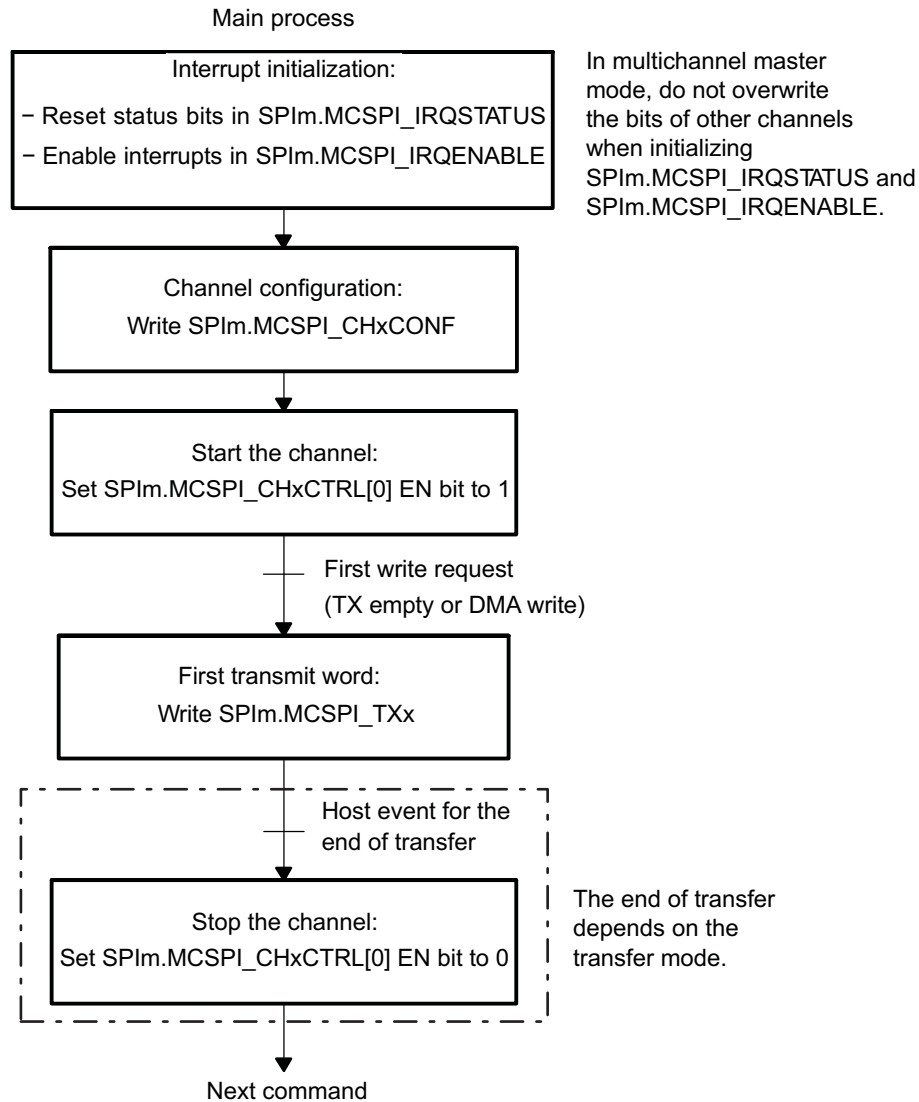 Main process
Interrupt initialization:
− Reset status bits in SPIm.MCSPI_IRQSTATUS
− Enable interrupts in SPIm.MCSPI_IRQENABLE
In multichannel master
mode, do not overwrite
the bits of other channels
when initializing
SPIm.MCSPI_IRQSTATUS and
SPIm.MCSPI_IRQENABLE.
Channel configuration:
Write SPIm.MCSPI_CHxCONF
Start the channel:
Set SPIm.MCSPI_CHxCTRL[0] EN bit to 1
First write request
(TX empty or DMA write)
First transmit word:
Write SPIm.MCSPI_TXx
Host event for the
end of transfer
Stop the channel:
Set SPIm.MCSPI_CHxCTRL[0] EN bit to 0
The end of transfer
depends on the
transfer mode.
Next command